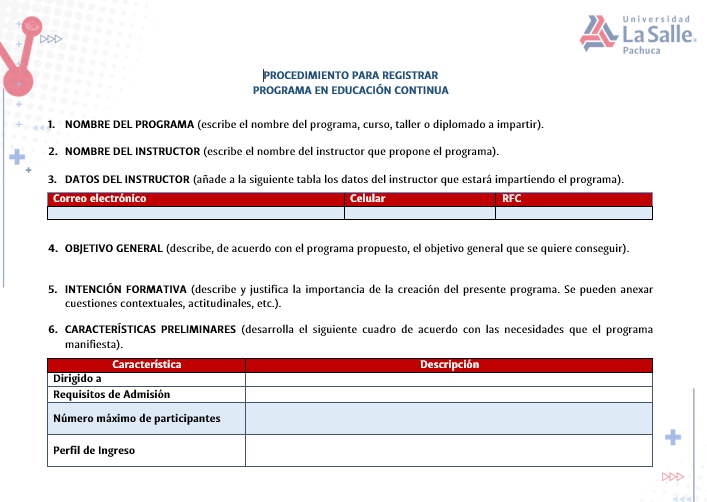 Universidad
La Salle®
Pachuca
PROCEDIMIENTO PARA REGISTRAR
PROGRAMA EN EDUCACIÓN CONTINUA
1. NOMBRE DEL PROGRAMA (escribe el nombre del programa, curso, taller o diplomado a impartir).
2. NOMBRE DEL INSTRUCTOR (escribe el nombre del instructor que propone el programa).
3. DATOS DEL INSTRUCTOR (añade a la siguiente tabla los datos del instructor que estará impartiendo el programa).
Correo electrónico Celular RFC
4. OBJETIVO GENERAL (describe, de acuerdo con el programa propuesto, el objetivo general que se quiere conseguir).
5. INTENCIÓN FORMATIVA (describe y justifica la importancia de la creación del presente programa. Se pueden anexar
cuestiones contextuales, actitudinales, etc.).
6. CARACTERÍSTICAS PRELIMINARES (desarrolla el siguiente cuadro de acuerdo con las necesidades que el programa
manifiesta).
Característica Descripción
Dirigido a
Requisitos de Admisión
Número máximo de participantes
Perfil de Ingreso